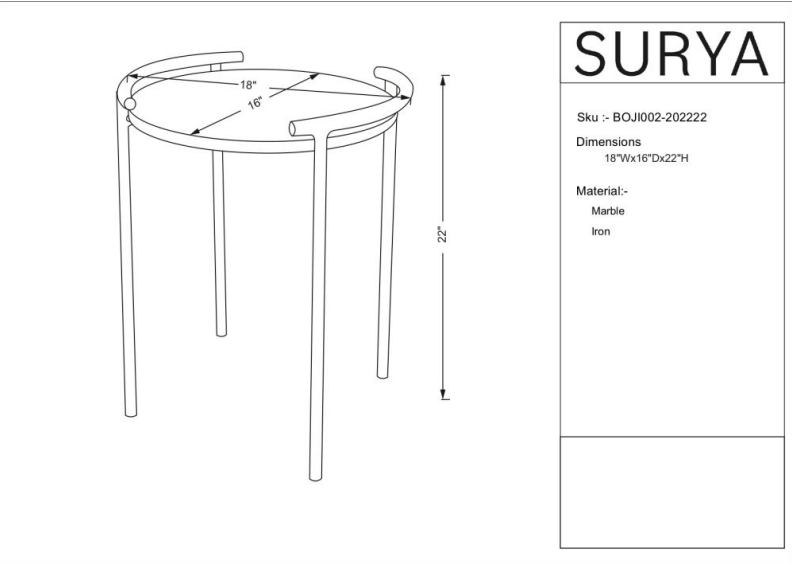 SURYA
18"
16"
22"
Sku :- BOJI002-202222
Dimensions
18"Wx16"Dx22"H
Material:-
Marble
Iron